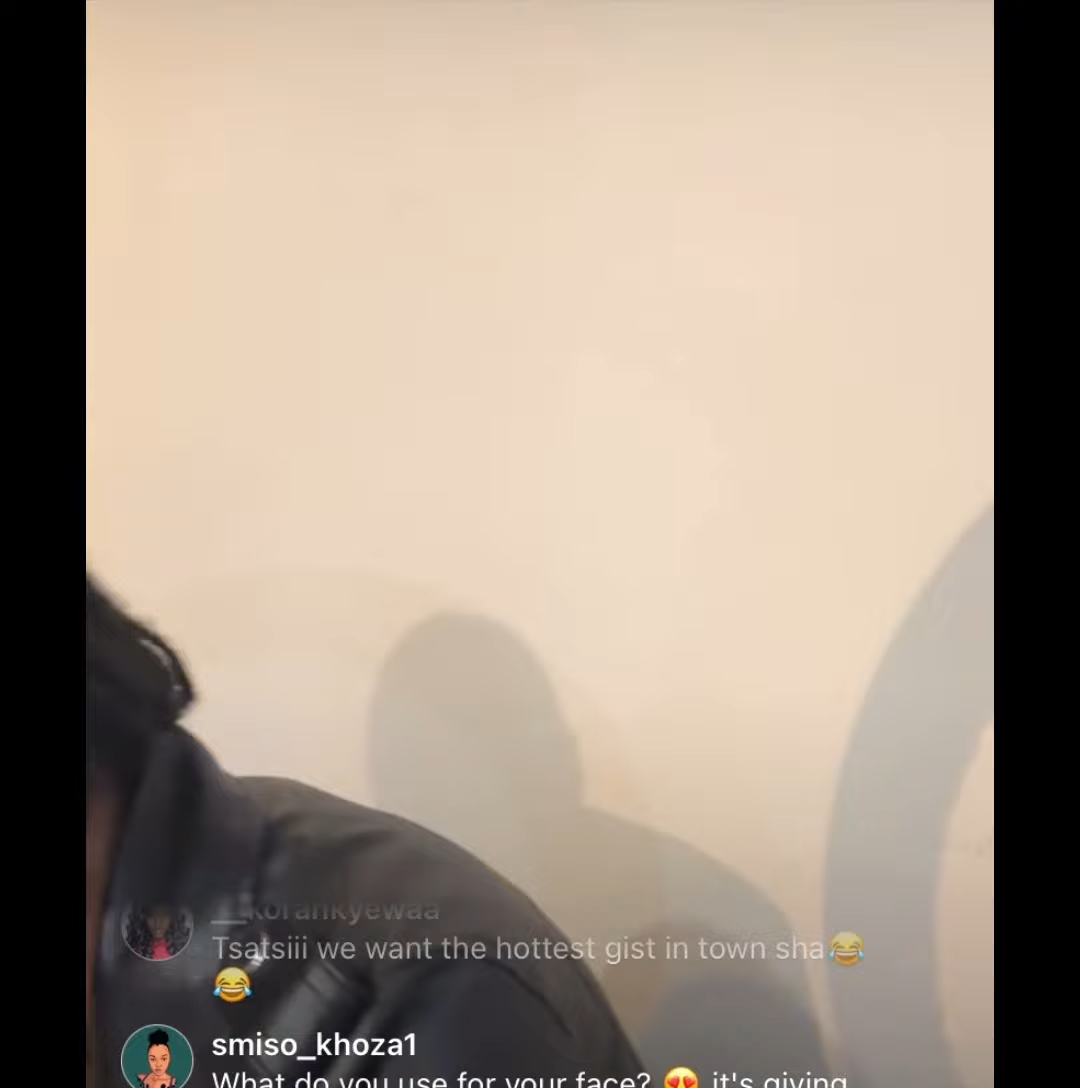 __korankyewaa
Tsatsiii we want the hottest gist in town sha😂
😂
smiso_khoza1
What do you use for your face? 😍 it's giving